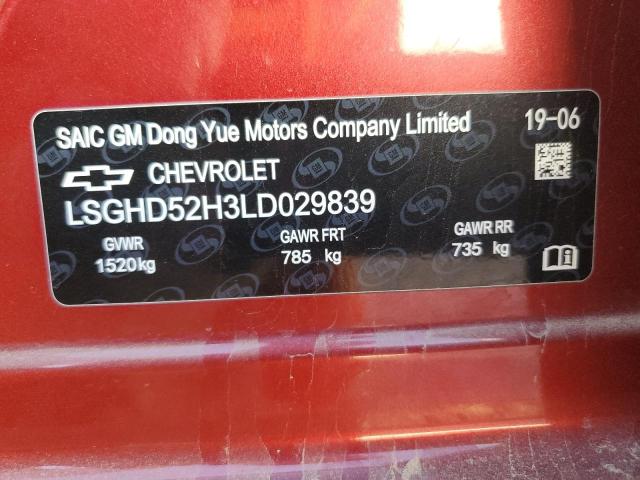 SAIC GM Dong Yue Motors Company Limited 19-06
CHEVROLET
LSGHD52H3LD029839
GVWR GAWR FRT GAWR RR
1520kg 785 kg 735 kg